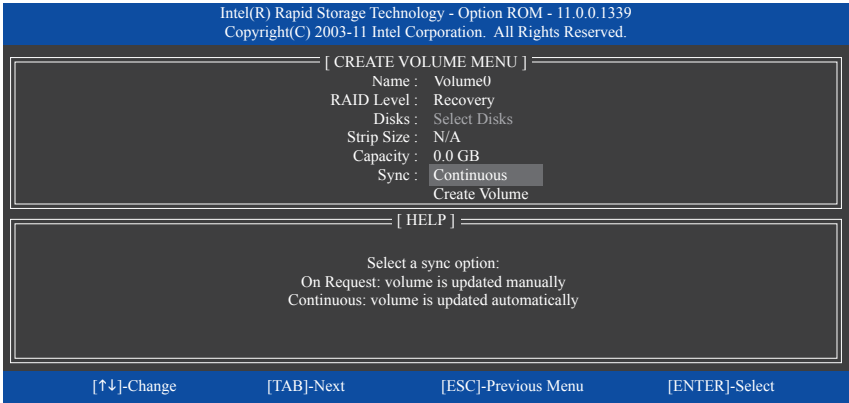 Intel(R) Rapid Storage Technology - Option ROM - 11.0.0.1339
Copyright(C) 2003-11 Intel Corporation. All Rights Reserved.
[ CREATE VOLUME MENU ]
Name : Volume0
RAID Level : Recovery
Disks : Select Disks
Strip Size : N/A
Capacity : 0.0 GB
Sync : Continuous
Create Volume
[ HELP ]
Select a sync option:
On Request: volume is updated manually
Continuous: volume is updated automatically
[↑↓]-Change [TAB]-Next [ESC]-Previous Menu [ENTER]-Select